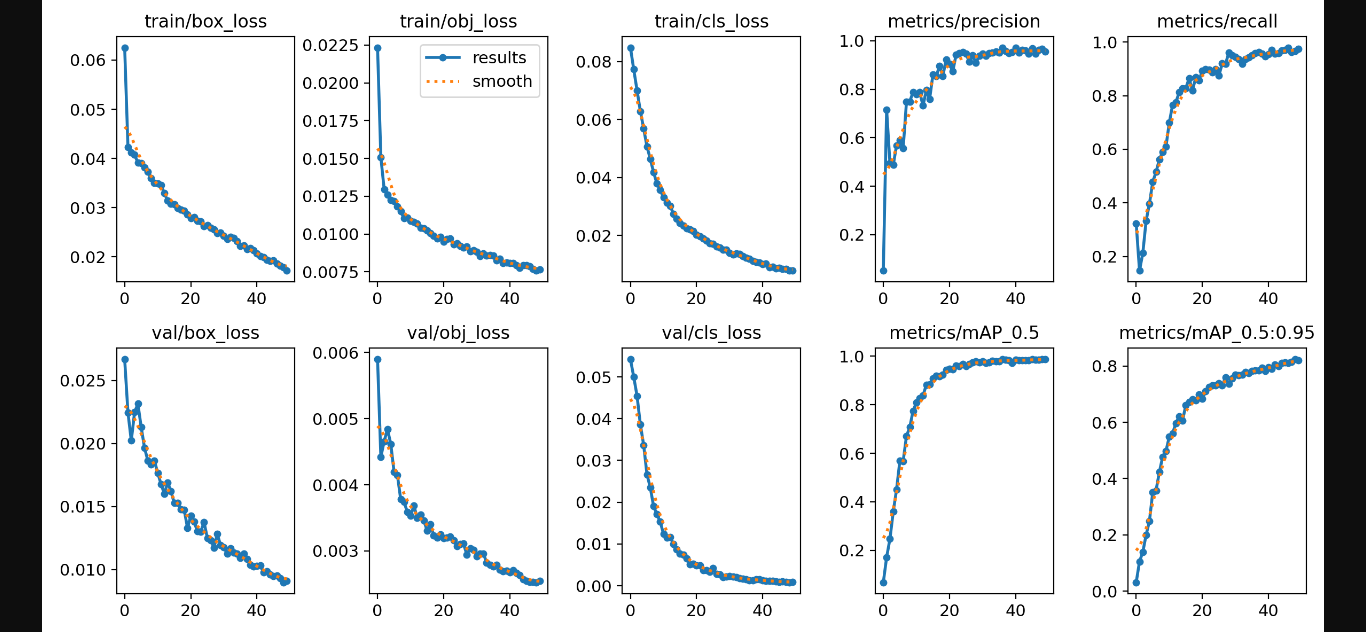 train/box_loss
0.06
0.05
0.04
0.03
0.02
0 20 40
train/obj_loss
results
smooth
0.0225
0.0200
0.0175
0.0150
0.0125
0.0100
0.0075
0 20 40
train/cls_loss
0.08
0.06
0.04
0.02
0 20 40
metrics/precision
1.0
0.8
0.6
0.4
0.2
0 20 40
metrics/recall
1.0
0.8
0.6
0.4
0.2
0 20 40
val/box_loss
0.025
0.020
0.015
0.010
0 20 40
val/obj_loss
0.006
0.005
0.004
0.003
0 20 40
val/cls_loss
0.05
0.04
0.03
0.02
0.01
0.00
0 20 40
metrics/mAP_0.5
1.0
0.8
0.6
0.4
0.2
0 20 40
metrics/mAP_0.5:0.95
0.8
0.6
0.4
0.2
0.0
0 20 40